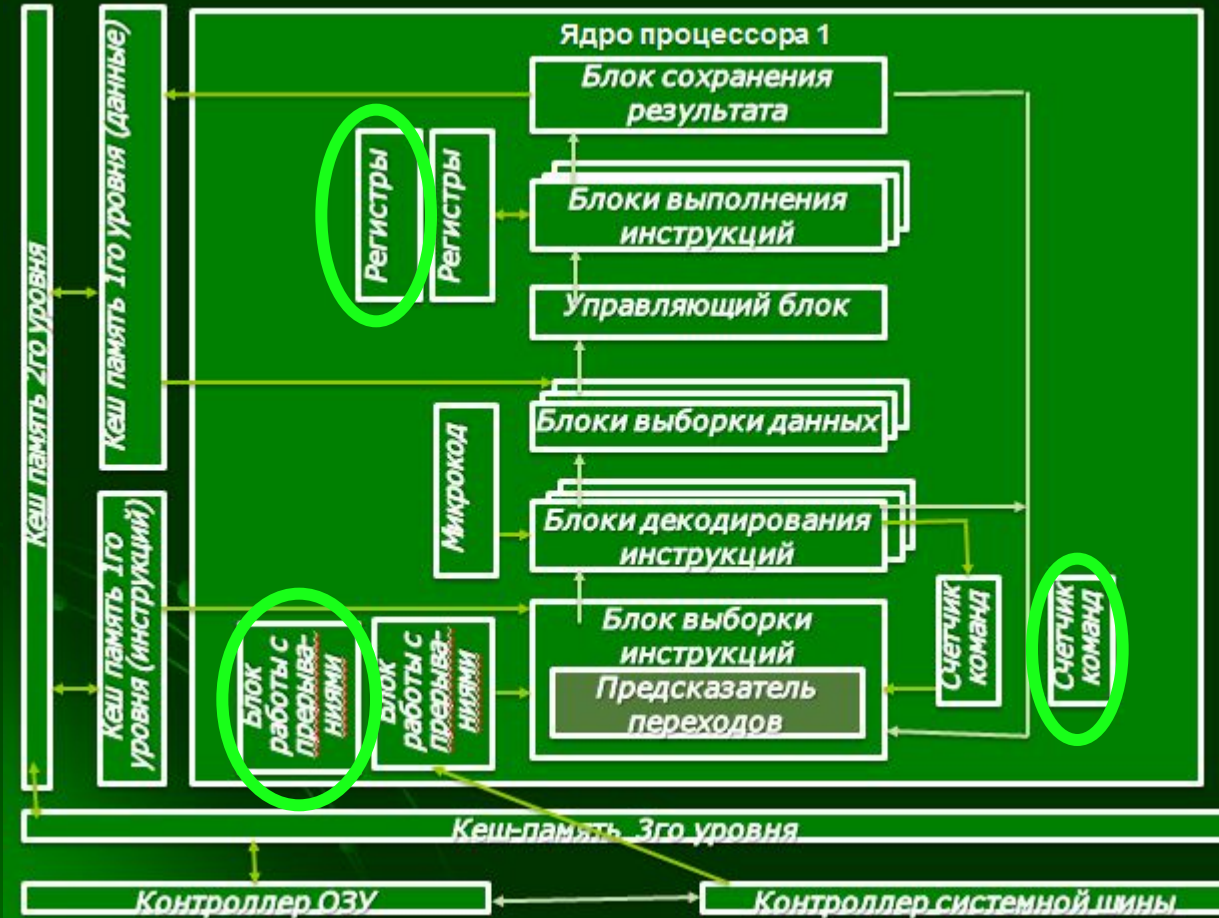 Ядро процессора 1
Блок сохранения
результата
Кеш память 2го уровня
Кеш память 1го уровня (данные)
Регистры
Регистры
Блоки выполнения
инструкций
Управляющий блок
Блоки выборки данных
Микрокод
Блоки декодирования
инструкций
Кеш память 1го
уровня (инструкций)
Блок
работы с
прерыва-
ниями
Блок
работы с
прерыва-
ниями
Блок выборки
инструкций
Предсказатель
переходов
Счетчик
команд
Счетчик
команд
Кеш-память 3го уровня
Контроллер ОЗУ
Контроллер системной шины